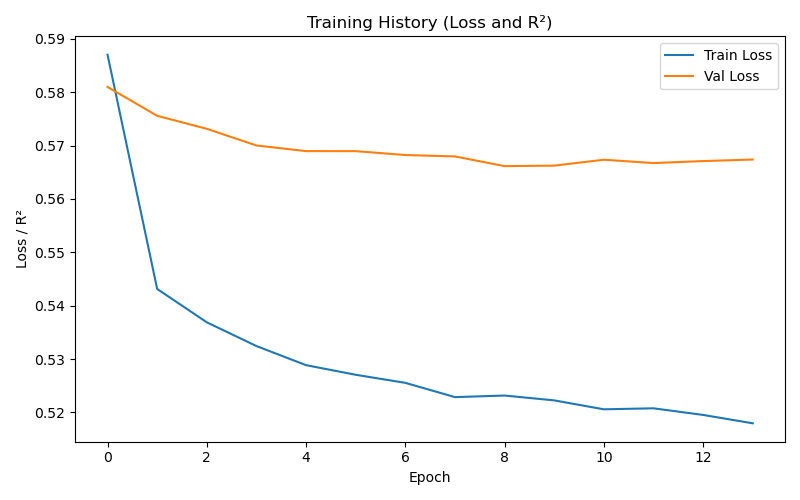 Training History (Loss and R²)
Train Loss
Val Loss
0.59
0.58
0.57
0.56
0.55
0.54
0.53
0.52
Loss / R²
0 2 4 6 8 10 12
Epoch